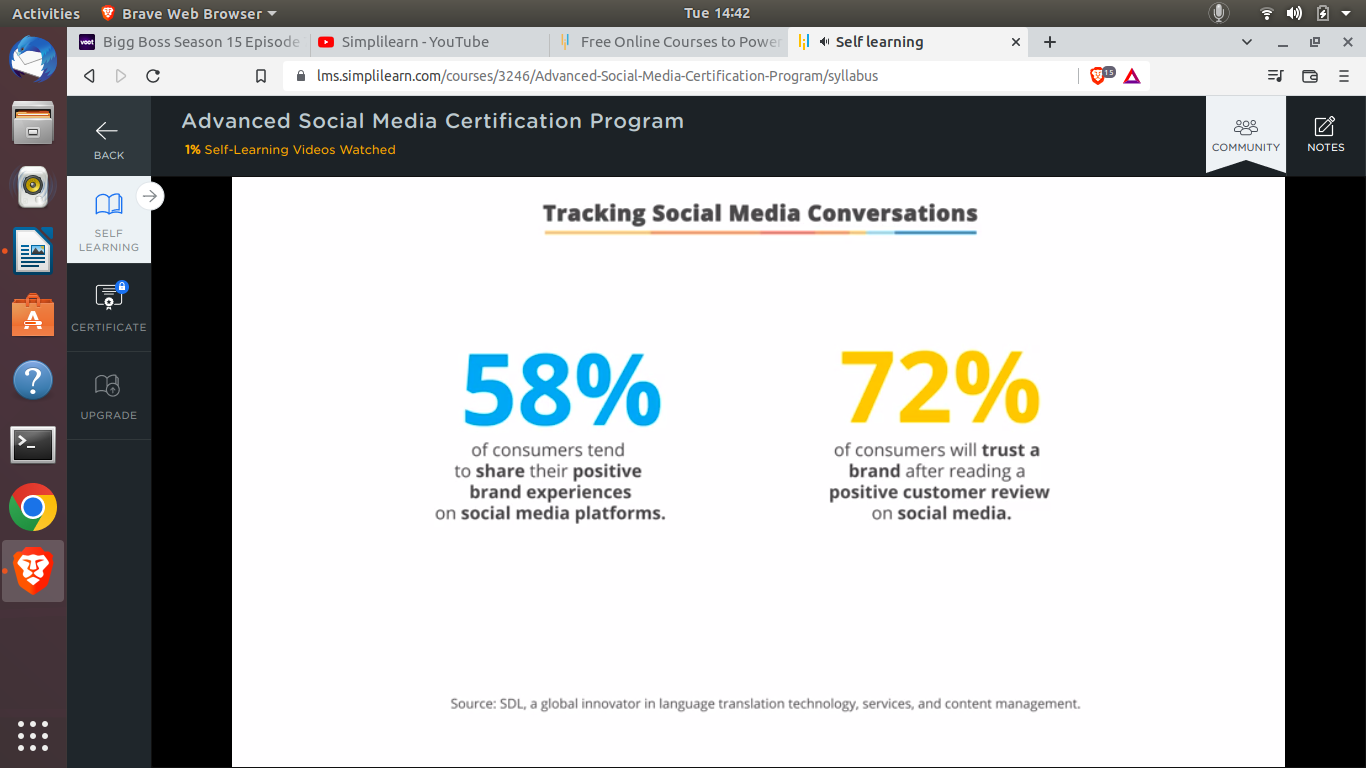 Activities
Brave Web Browser
Tue 14:42
voot
Bigg Boss Season 15 Episode
Simplilearn - YouTube
Free Online Courses to Power
Self learning
lms.simplilearn.com/courses/3246/Advanced-Social-Media-Certification-Program/syllabus
15
BACK
Advanced Social Media Certification Program
1% Self-Learning Videos Watched
COMMUNITY
NOTES
SELF
LEARNING
CERTIFICATE
UPGRADE
Tracking Social Media Conversations
58%
of consumers tend
to share their positive
brand experiences
on social media platforms.
72%
of consumers will trust a
brand after reading a
positive customer review
on social media.
Source: SDL, a global innovator in language translation technology, services, and content management.